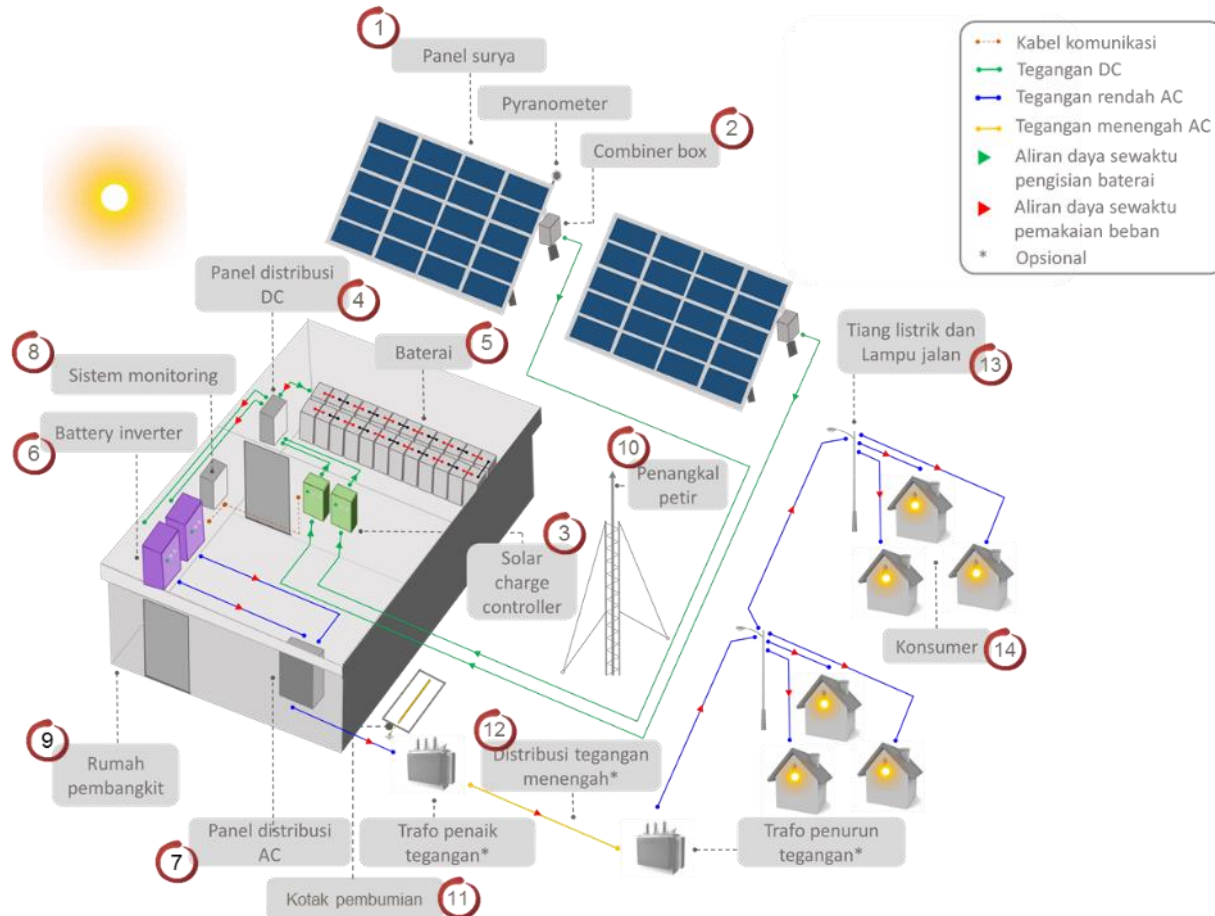 1
Panel surya
Pyranometer
2
Combiner box
Kabel komunikasi
Tegangan DC
Tegangan rendah AC
Tegangan menengah AC
Aliran daya sewaktu
pengisian baterai
Aliran daya sewaktu
pemakaian beban
* Opsional
Panel distribusi
DC
4
8
Sistem monitoring
Baterai
5
6
Battery inverter
Tiang listrik dan
Lampu jalan
13
10
Penangkal
petir
3
Solar
charge
controller
Konsumer
14
9
Rumah
pembangkit
12
Distribusi tegangan
menengah*
Panel distribusi
AC
7
Trafo penaik
tegangan*
Trafo penurun
tegangan*
Kotak pembumian
11